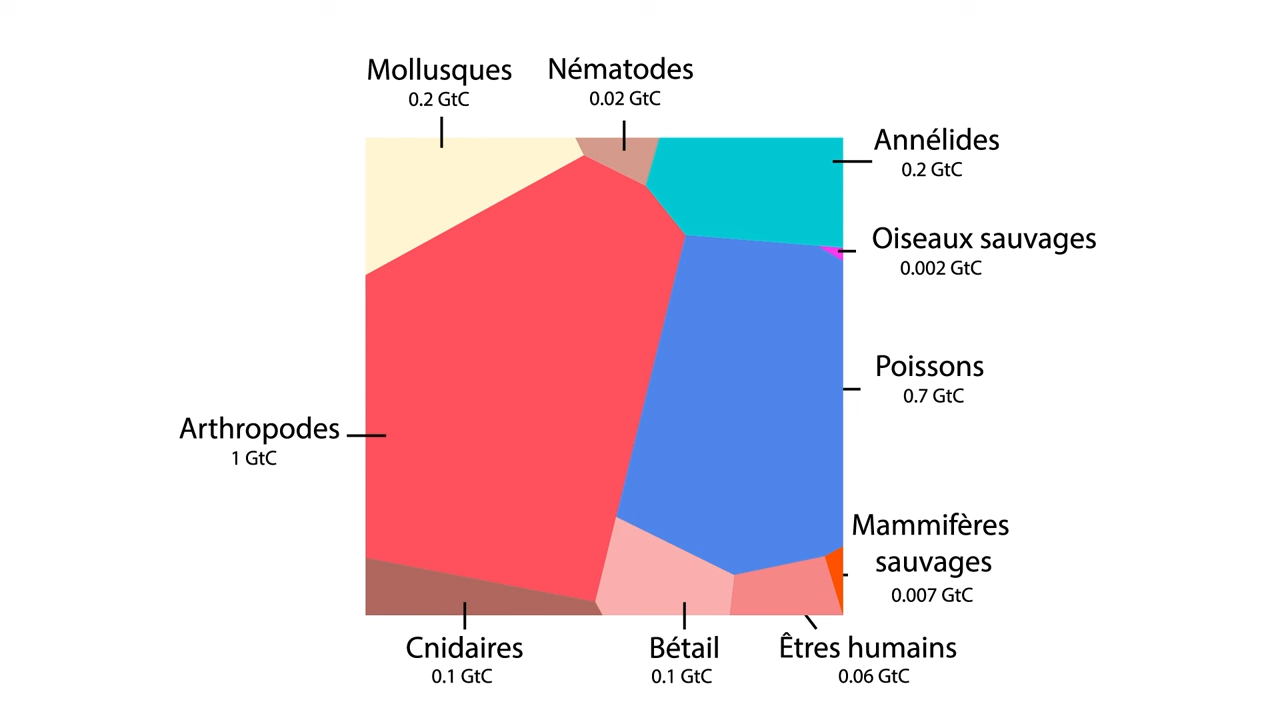 Mollusques
0.2 GtC
Nématodes
0.02 GtC
Annélides
0.2 GtC
Oiseaux sauvages
0.002 GtC
Poissons
0.7 GtC
Arthropodes
1 GtC
Mammifères
sauvages
0.007 GtC
Cnidaires
0.1 GtC
Bétail
0.1 GtC
Êtres humains
0.06 GtC